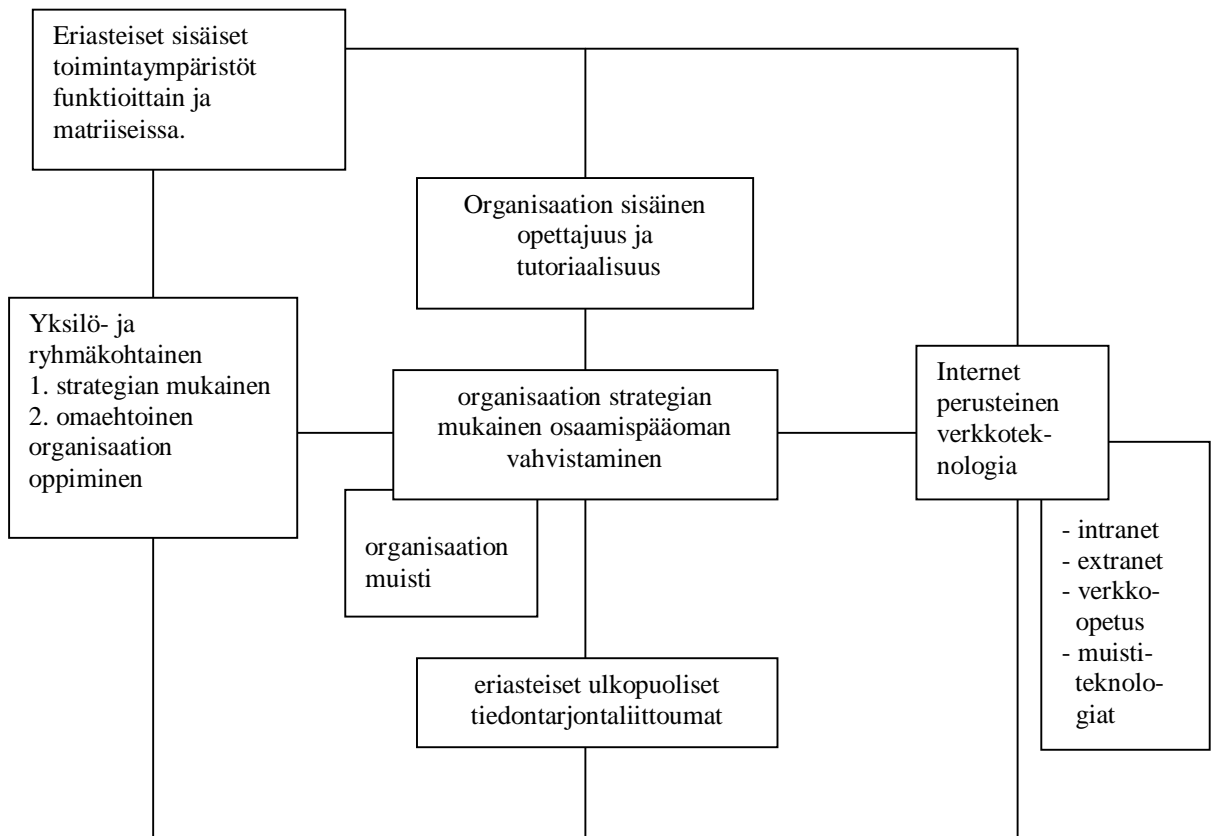 Eriasteiset sisäiset
toimintaympäristöt
funktioittain ja
matriiseissa.
Organisaation sisäinen
opettajuus ja
tutoriaalisuus
Yksilö- ja
ryhmäkohtainen
1. strategian mukainen
2. omaehtoinen
organisaation
oppiminen
organisaation strategian
mukainen osaamispääoman
vahvistaminen
Internet
perusteinen
verkkotek-
nologia
organisaation
muisti
- intranet
- extranet
- verkko-
opetus
- muisti-
teknolo-
giat
eriasteiset ulkopuoliset
tiedontarjontaliittoumat